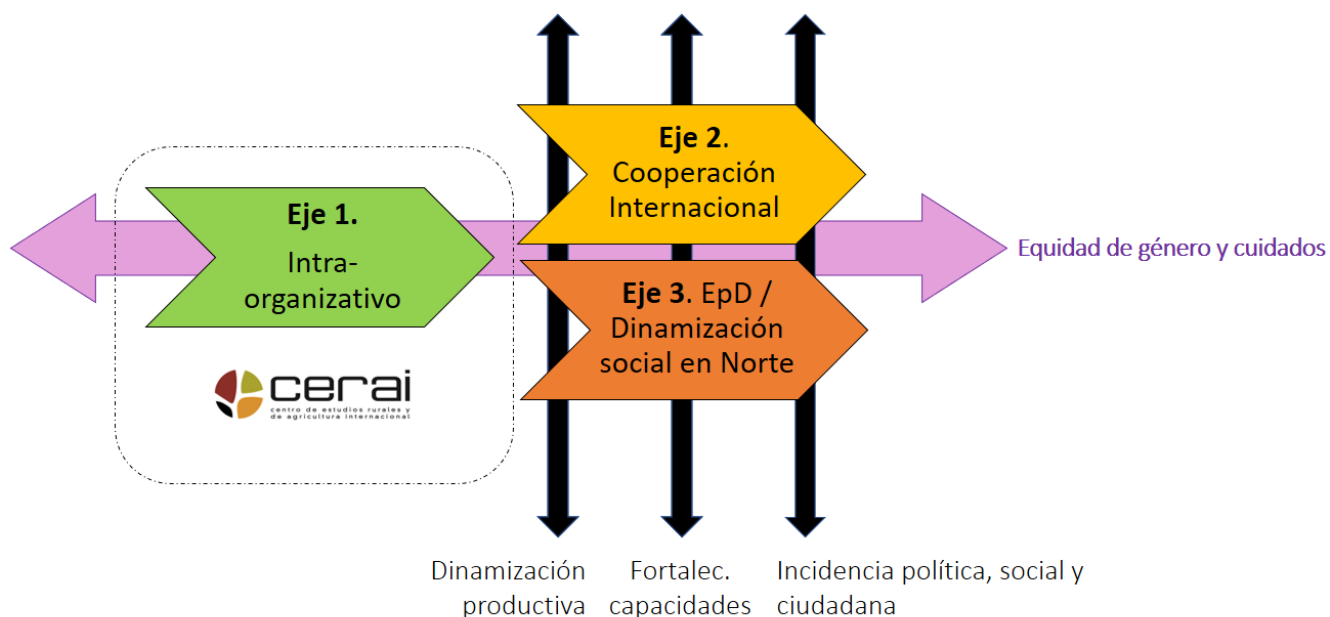 Eje 1.
Intra-
organizativo
cerai
centro de estudios rurales y
de agricultura internacional
Eje 2.
Cooperación
Internacional
Eje 3. EpD /
Dinamización
social en Norte
Equidad de género y cuidados
Dinamización
productiva
Fortalec.
capacidades
Incidencia política, social y
ciudadana